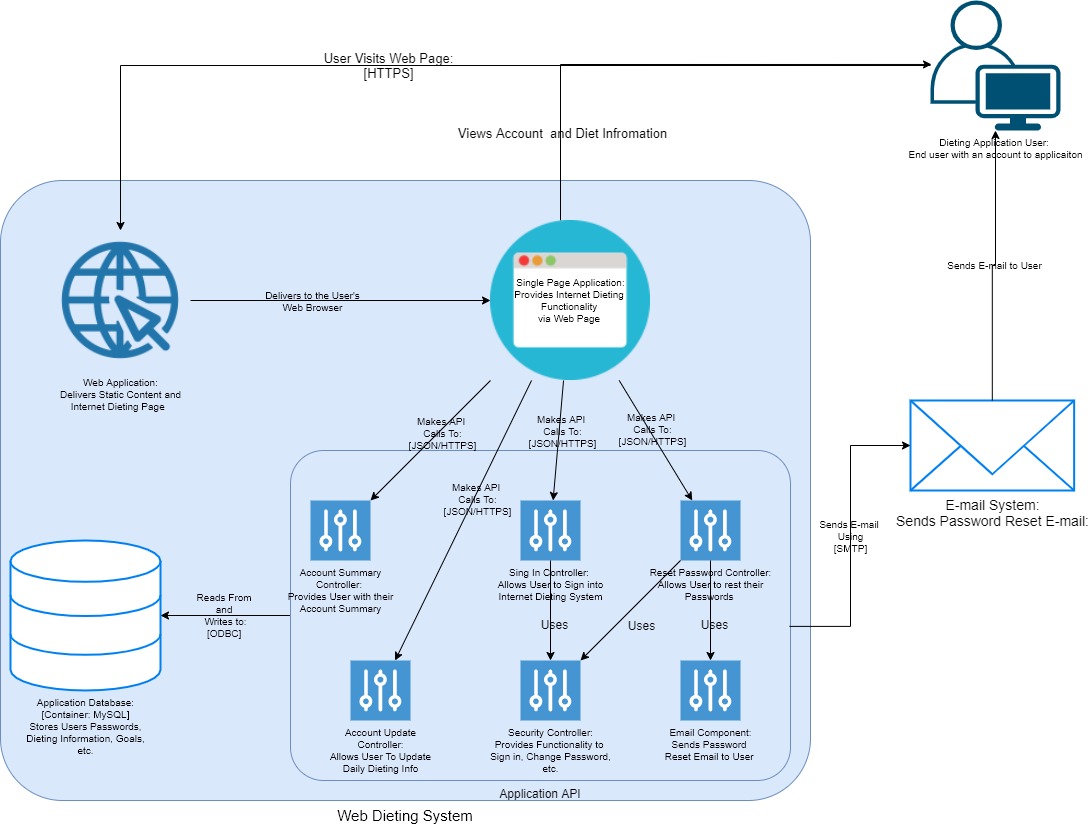 User Visits Web Page:
[HTTPS]
Views Account and Diet Infromation
Dieting Application User:
End user with an account to applicaiton
Single Page Application:
Provides Internet Dieting
Functionality
via Web Page
Delivers to the User's
Web Browser
Sends E-mail to User
Web Application:
Delivers Static Content and
Internet Dieting Page
Makes API
Calls To:
[JSON/HTTPS]
Makes API
Calls To:
[JSON/HTTPS]
Makes API
Calls To:
[JSON/HTTPS]
Makes API
Calls To:
[JSON/HTTPS]
E-mail System:
Sends Password Reset E-mail:
Sends E-mail
Using
[SMTP]
Account Summary
Controller:
Provides User with their
Account Summary
Sing In Controller:
Allows User to Sign into
Internet Dieting System
Reset Password Controller:
Allows User to rest their
Passwords
Reads From
and
Writes to:
[ODBC]
Uses
Uses
Uses
Application Database:
[Container: MySQL]
Stores Users Passwords,
Dieting Information, Goals,
etc.
Account Update
Controller:
Allows User To Update
Daily Dieting Info
Security Controller:
Provides Functionality to
Sign in, Change Password,
etc.
Email Component:
Sends Password
Reset Email to User
Application API
Web Dieting System